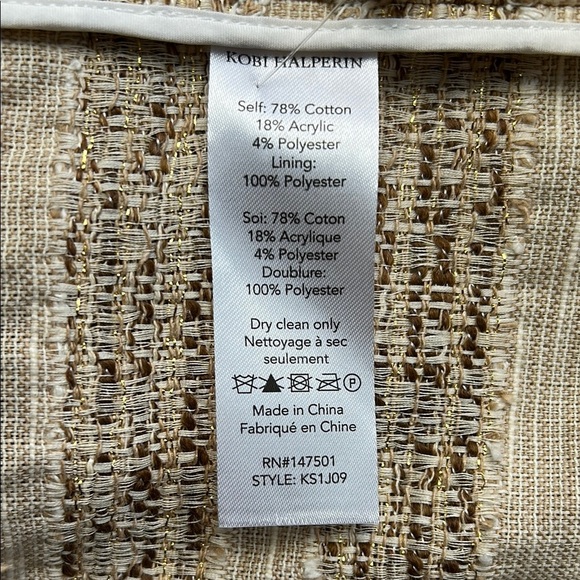 KOBI HALPERIN
Self: 78% Cotton
18% Acrylic
4% Polyester
Lining:
100% Polyester
Soi: 78% Coton
18% Acrylique
4% Polyester
Doublure:
100% Polyester
Dry clean only
Nettoyage à sec
seulement
P
Made in China
Fabriqué en Chine
RN#147501
STYLE: KS1J09